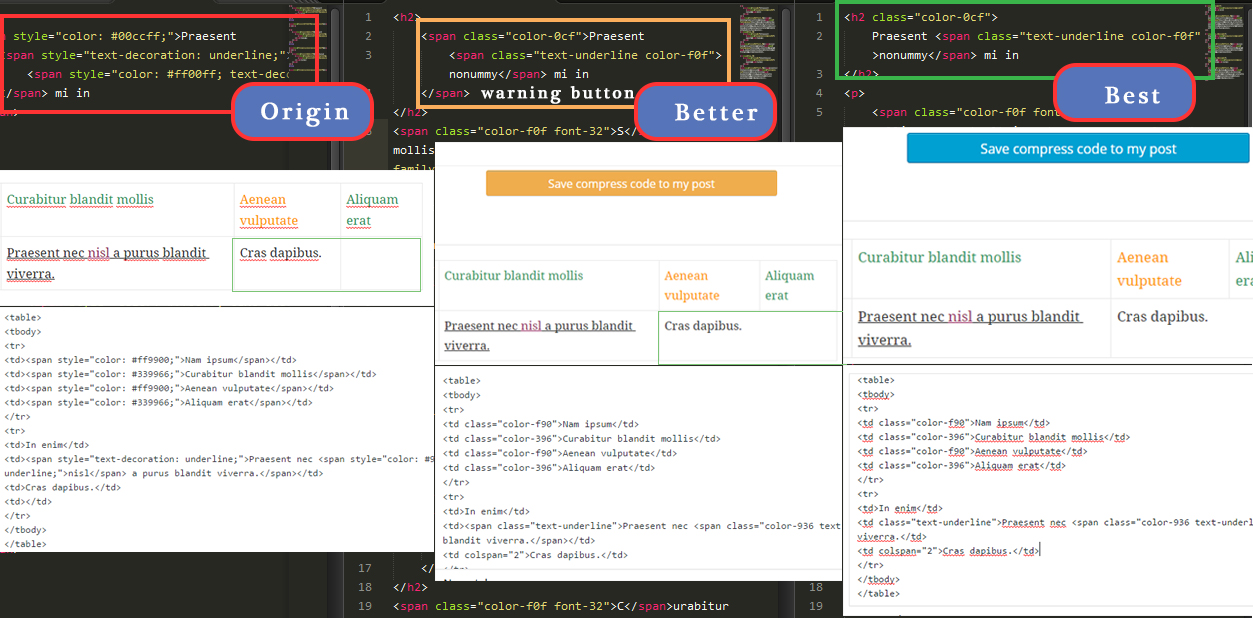 style="color: #00ccff;">Praesent
span style="text-decoration: underline;"
<span style="color: #ff00ff; text-deco
/span> mi in
Origin
Curabitur blandit mollis
Aenean
vulputate
Aliquam
erat
Praesent nec nisl a purus blandit
viverra.
Cras dapibus.
<table>
<tbody>
<tr>
<td><span style="color: #ff9900;">Nam ipsum</span></td>
<td><span style="color: #339966;">Curabitur blandit mollis</span></td>
<td><span style="color: #ff9900;">Aenean vulputate</span></td>
<td><span style="color: #339966;">Aliquam erat</span></td>
</tr>
<tr>
<td>In enim</td>
<td><span style="text-decoration: underline;">Praesent nec <span style="color: #9
underline;">nisl</span> a purus blandit viverra.</span></td>
<td>Cras dapibus.</td>
<td></td>
</tr>
</tbody>
</table>
1 <h2>
2 <span class="color-0cf">Praesent
3 <span class="text-underline color-f0f">
nonummy</span> mi in
</span> warning button
Better
</h2>
<span class="color-f0f font-32">S</
mollis
family
Save compress code to my post
Curabitur blandit mollis
Aenean
vulputate
Aliquam
erat
Praesent nec nisl a purus blandit
viverra.
Cras dapibus.
<table>
<tbody>
<tr>
<td class="color-f90">Nam ipsum</td>
<td class="color-396">Curabitur blandit mollis</td>
<td class="color-f90">Aenean vulputate</td>
<td class="color-396">Aliquam erat</td>
</tr>
<tr>
<td>In enim</td>
<td><span class="text-underline">Praesent nec <span class="color-936 text
blandit viverra.</span></td>
<td colspan="2">Cras dapibus.</td>
</tr>
17 </
18 </h2>
19 <span class="color-f0f font-32">C</span>urabitur
1 <h2 class="color-0cf">
2 Praesent <span class="text-underline color-f0f"
>nonummy</span> mi in
3 </h2>
4 <p>
5 <span class="color-f0f font
Best
Save compress code to my post
Curabitur blandit mollis
Aenean
vulputate
Ali
era
Praesent nec nisl a purus blandit
viverra.
Cras dapibus.
<table>
<tbody>
<tr>
<td class="color-f90">Nam ipsum</td>
<td class="color-396">Curabitur blandit mollis</td>
<td class="color-f90">Aenean vulputate</td>
<td class="color-396">Aliquam erat</td>
</tr>
<tr>
<td>In enim</td>
<td class="text-underline">Praesent nec <span class="color-936 text-underl
viverra.</td>
<td colspan="2">Cras dapibus.</td>
</tr>
</tbody>
</table>
18
19